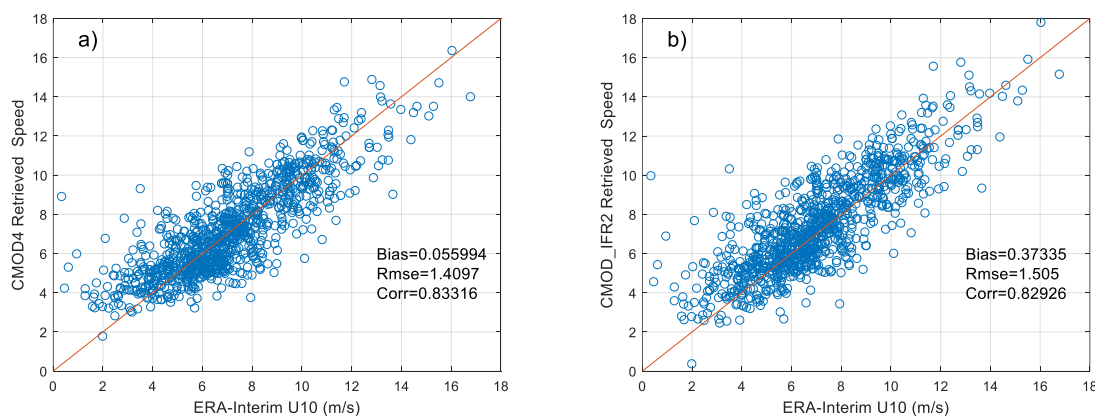 a)
CMOD4 Retrieved Speed
18
16
14
12
10
8
6
4
2
0
Bias=0.055994
Rmse=1.4097
Corr=0.83316
0 2 4 6 8 10 12 14 16 18
ERA-Interim U10 (m/s)
b)
CMOD_IFR2 Retrieved Speed
18
16
14
12
10
8
6
4
2
0
Bias=0.37335
Rmse=1.505
Corr=0.82926
0 2 4 6 8 10 12 14 16 18
ERA-Interim U10 (m/s)